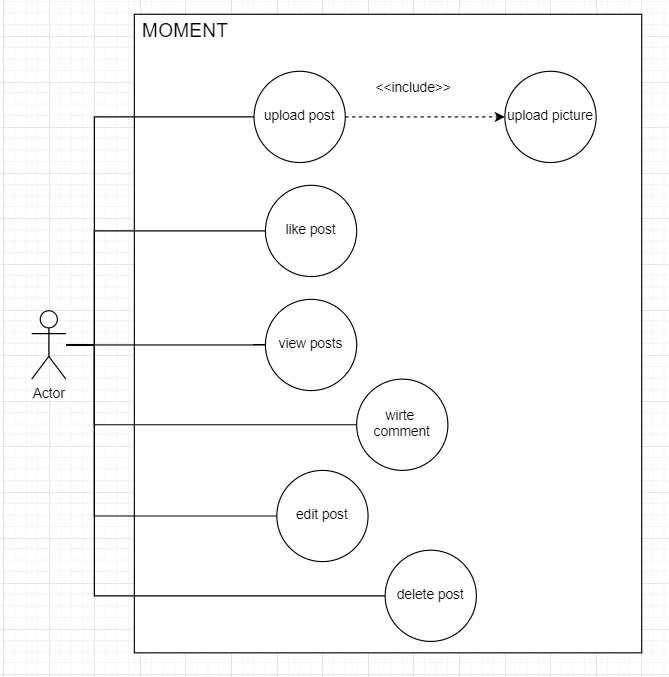 MOMENT
<<include>>
upload post
upload picture
like post
view posts
Actor
wirte
comment
edit post
delete post